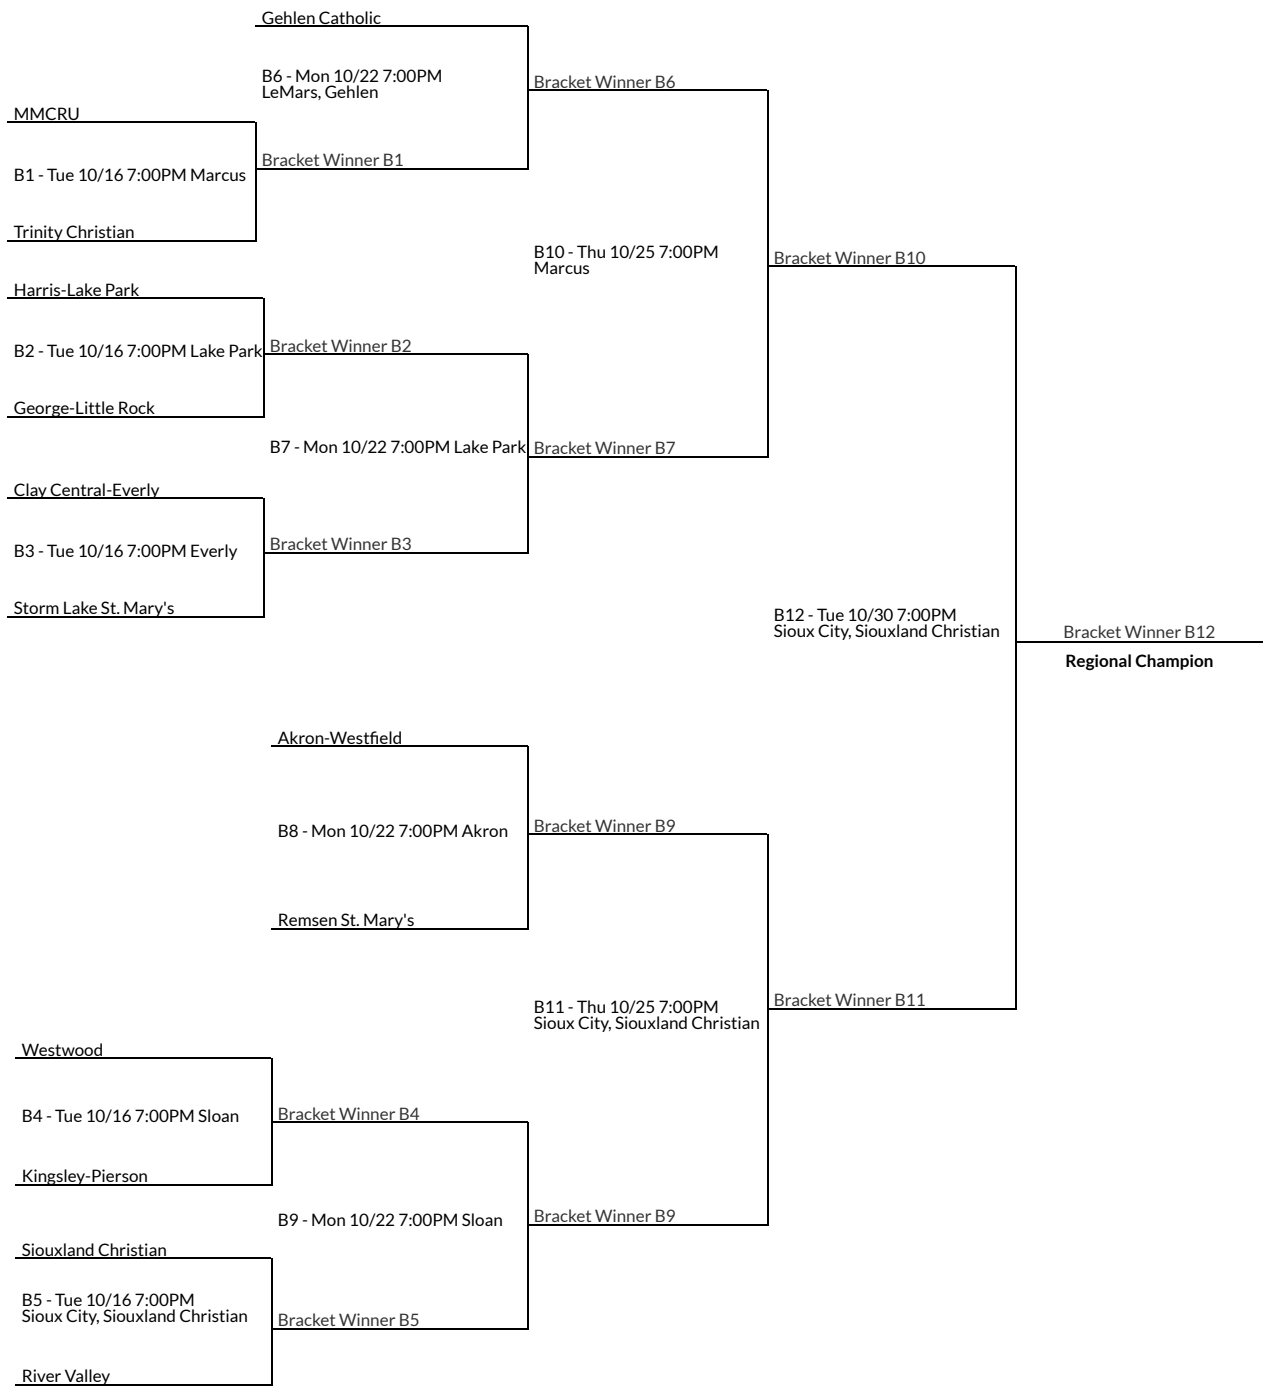 Gehlen Catholic
B6 - Mon 10/22 7:00PM
LeMars, Gehlen
Bracket Winner B6
MMCRU
Bracket Winner B1
B1 - Tue 10/16 7:00PM Marcus
Trinity Christian
B10 - Thu 10/25 7:00PM
Marcus
Bracket Winner B10
Harris-Lake Park
B2 - Tue 10/16 7:00PM Lake Park
Bracket Winner B2
George-Little Rock
B7 - Mon 10/22 7:00PM Lake Park
Bracket Winner B7
Clay Central-Everly
B3 - Tue 10/16 7:00PM Everly
Bracket Winner B3
Storm Lake St. Mary's
B12 - Tue 10/30 7:00PM
Sioux City, Siouxland Christian
Bracket Winner B12
Regional Champion
Akron-Westfield
B8 - Mon 10/22 7:00PM Akron
Bracket Winner B9
Remsen St. Mary's
B11 - Thu 10/25 7:00PM
Sioux City, Siouxland Christian
Bracket Winner B11
Westwood
B4 - Tue 10/16 7:00PM Sloan
Bracket Winner B4
Kingsley-Pierson
B9 - Mon 10/22 7:00PM Sloan
Bracket Winner B9
Siouxland Christian
B5 - Tue 10/16 7:00PM
Sioux City, Siouxland Christian
Bracket Winner B5
River Valley